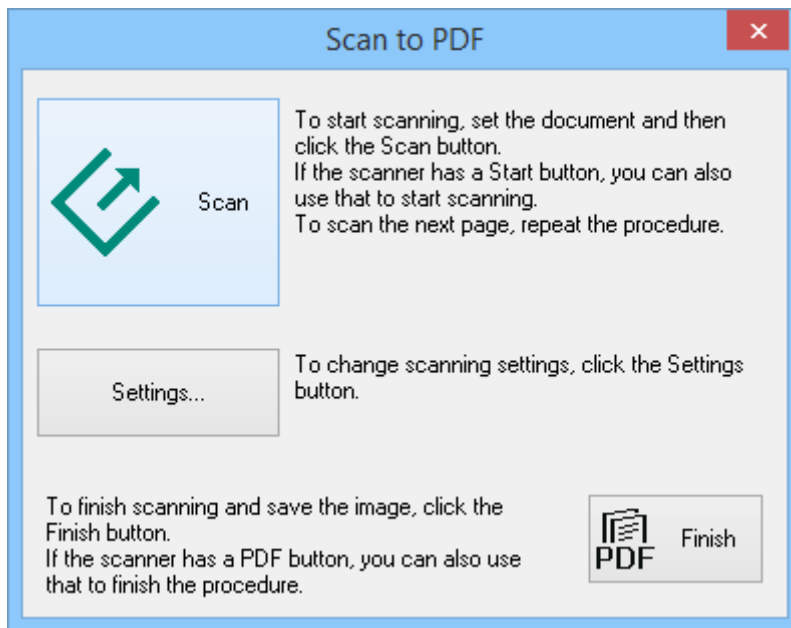 Scan to PDF
Scan
To start scanning, set the document and then
click the Scan button.
If the scanner has a Start button, you can also
use that to start scanning.
To scan the next page, repeat the procedure.
Settings...
To change scanning settings, click the Settings
button.
To finish scanning and save the image, click the
Finish button.
If the scanner has a PDF button, you can also use
that to finish the procedure.
PDF
Finish